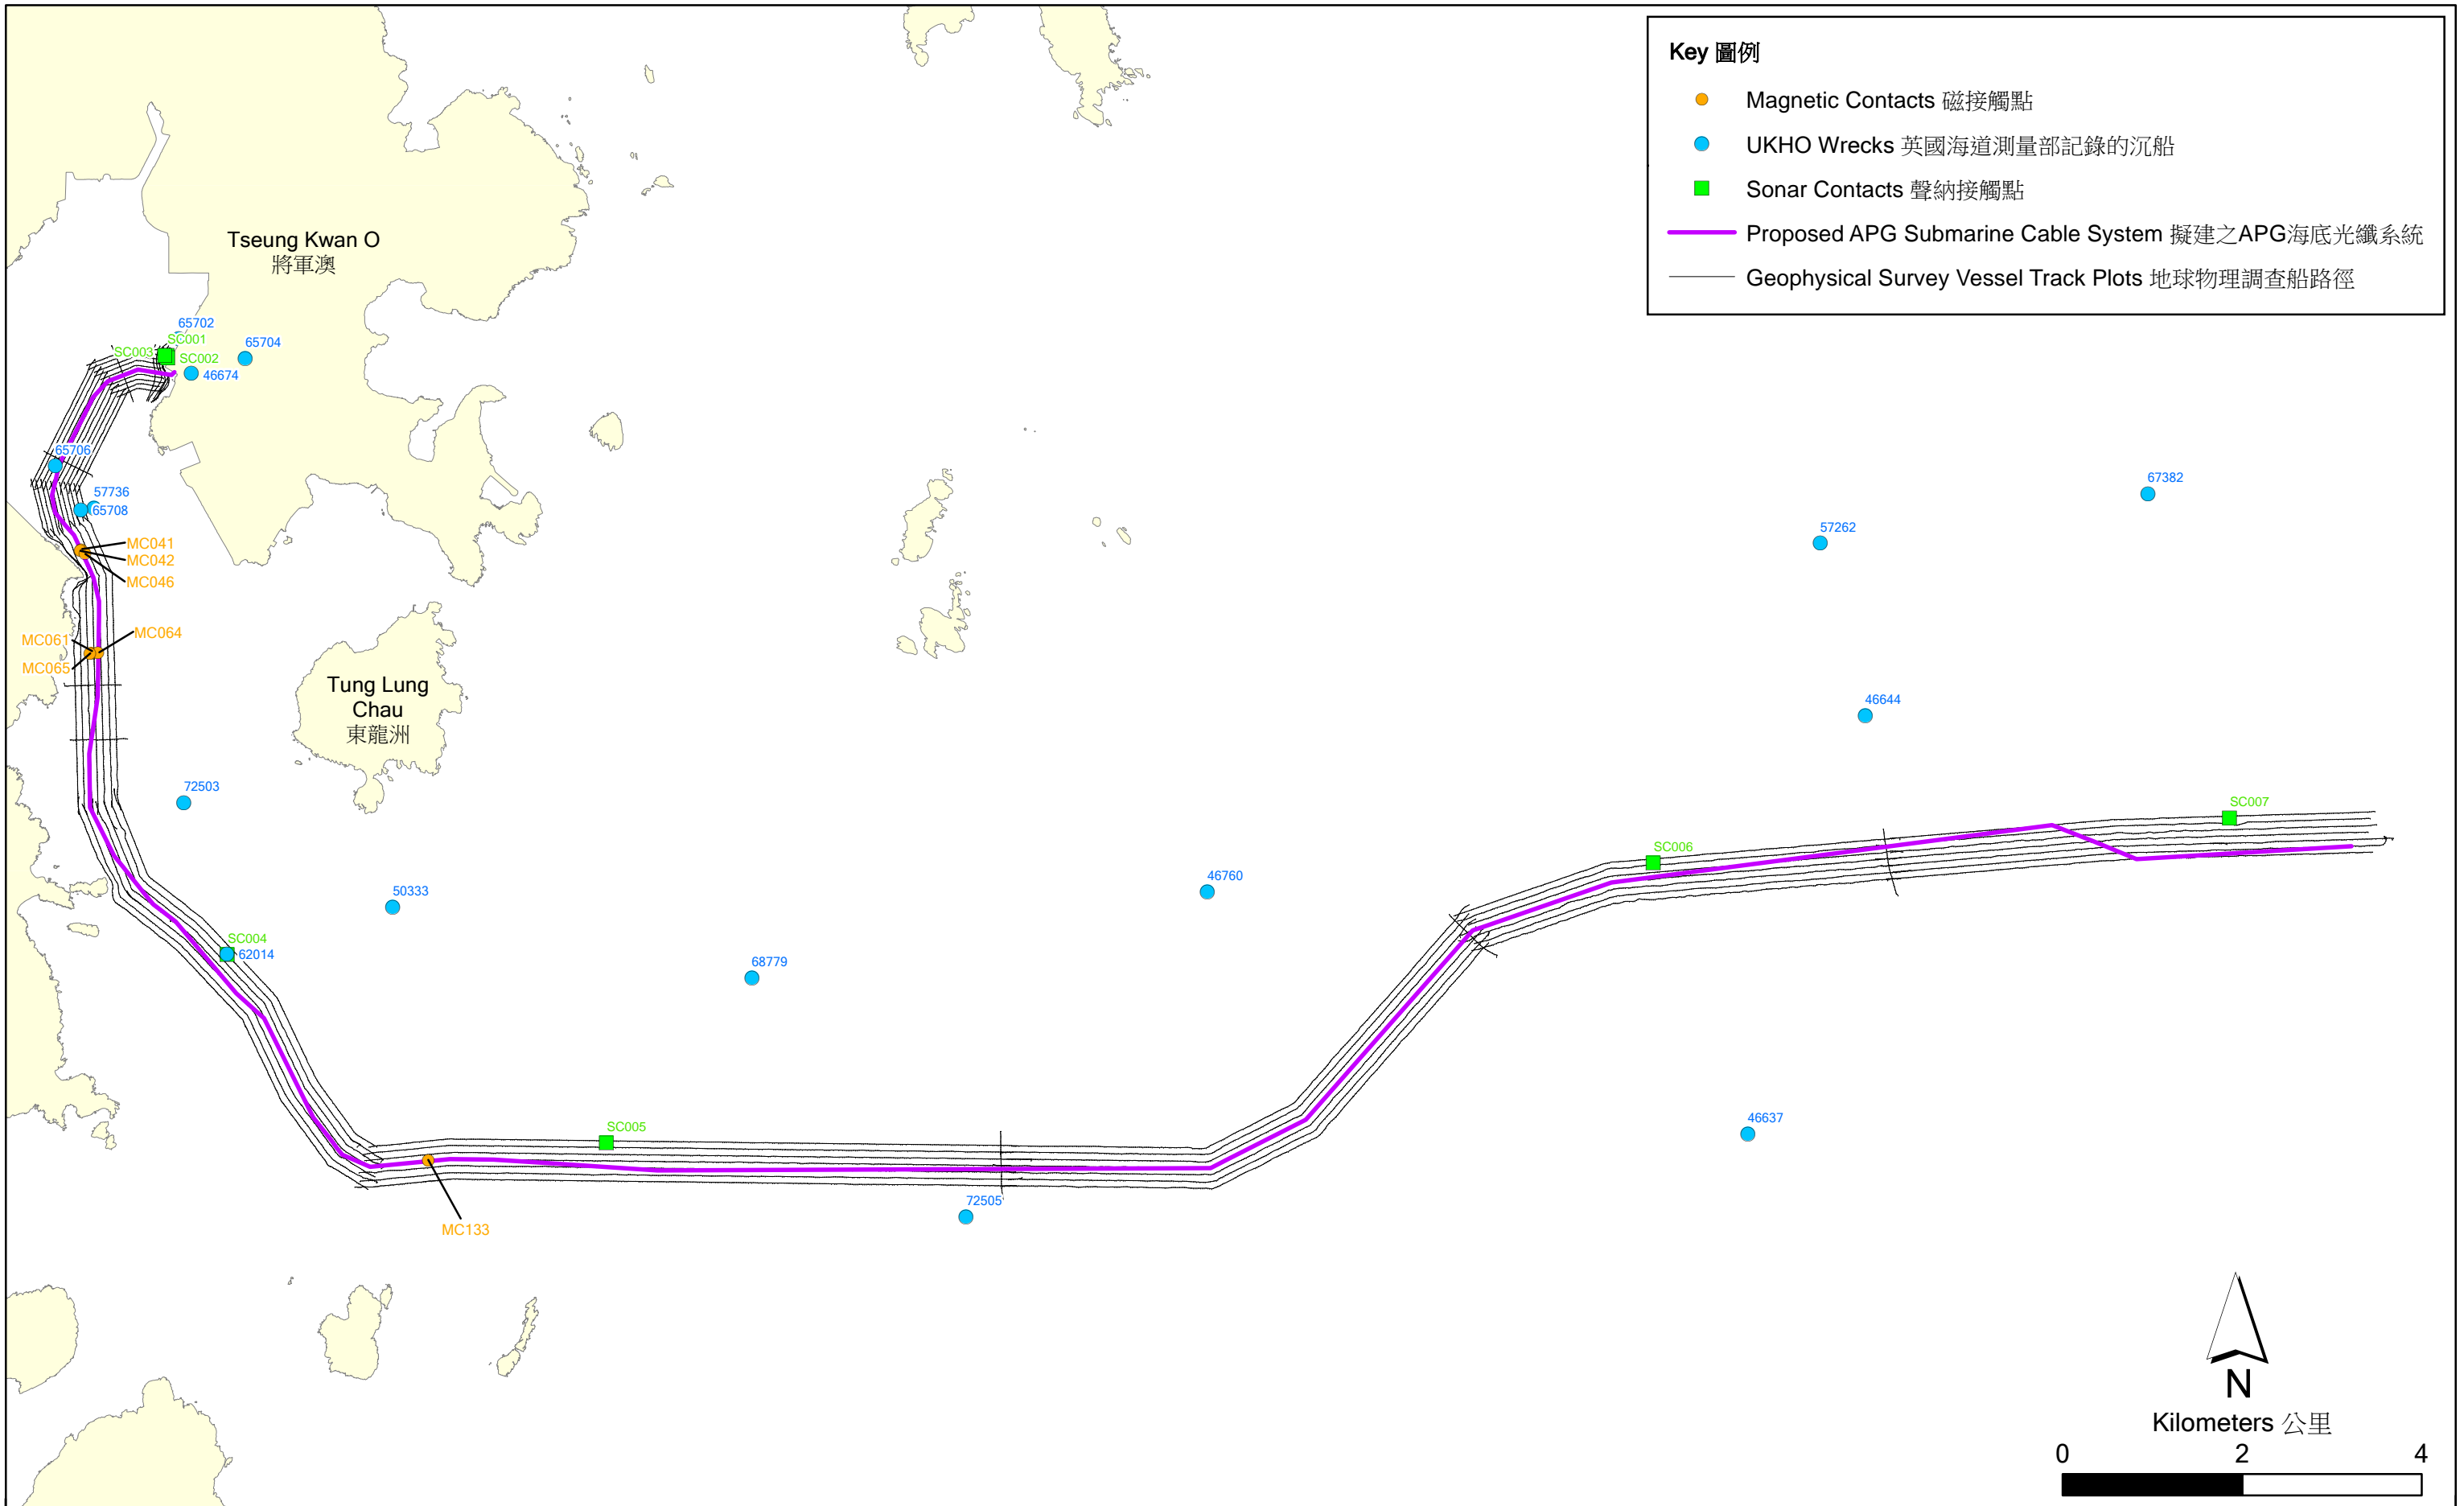 Key 圖例
Magnetic Contacts 磁接觸點
UKHO Wrecks 英國海道測量部記錄的沉船
Sonar Contacts 聲納接觸點
Proposed APG Submarine Cable System 擬建之APG海底光纖系統
Geophysical Survey Vessel Track Plots 地球物理調查船路徑
Tseung Kwan O
將軍澳
65702
SC001
65704
SC003
SC002
46674
65706
57736
65708
MC041
MC042
MC046
MC064
MC061
MC065
Tung Lung
Chau
東龍洲
67382
57262
46644
72503
SC007
SC006
50333
46760
SC004
62014
68779
46637
SC005
72505
MC133
N
Kilometers 公里
0 2 4